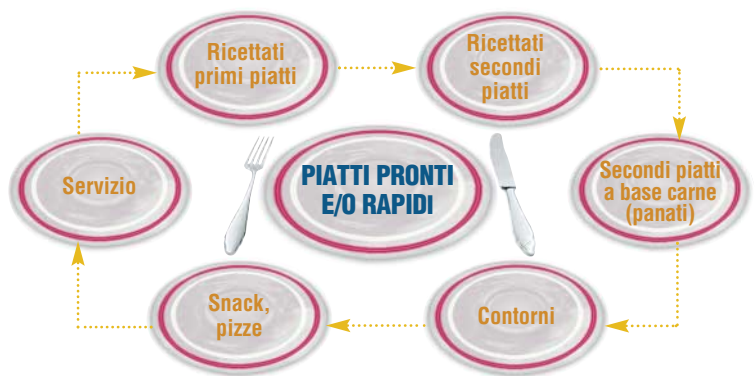 Ricettati
primi piatti
Ricettati
secondi
piatti
Servizio
PIATTI PRONTI
E/O RAPIDI
Secondi piatti
a base carne
(panati)
Snack,
pizze
Contorni